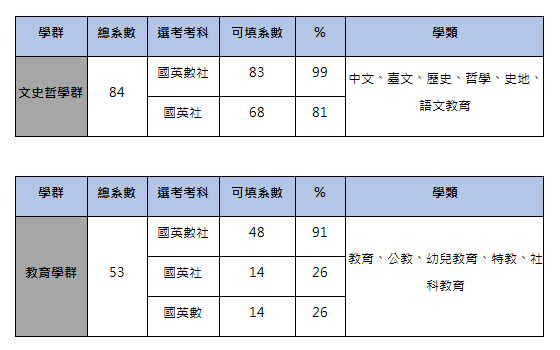 學群 總系數 選考考科 可填系數 % 學類
文史哲學群 84 國英數社 83 99 中文、臺文、歷史、哲學、史地、
語文教育
國英社 68 81
學群 總系數 選考考科 可填系數 % 學類
教育學群 53 國英數社 48 91 教育、公教、幼兒教育、特教、社
科教育
國英社 14 26
國英數 14 26